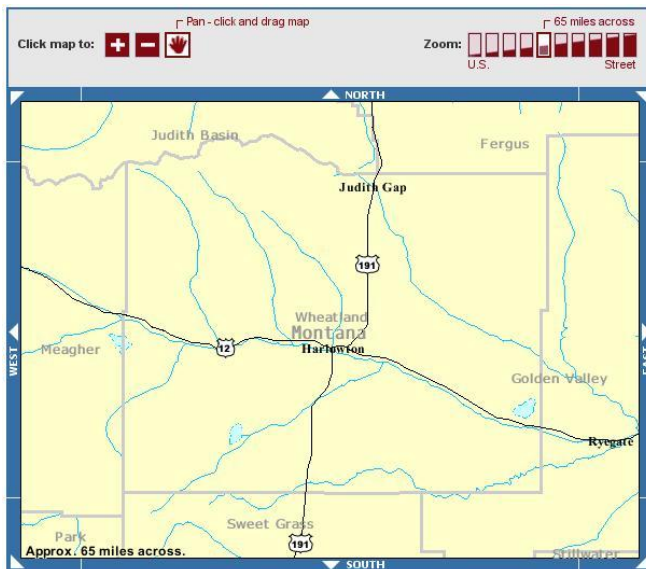 Pan - click and drag map
65 miles across
Click map to:
Zoom:
U.S.
Street
NORTH
Judith Basin
Fergus
Judith Gap
191
Wheatland
Montana
12
Harlowton
Meagher
WEST
EAST
Golden Valley
Ryegate
Sweet Grass
Park
191
Stillwater
Approx. 65 miles across.
SOUTH